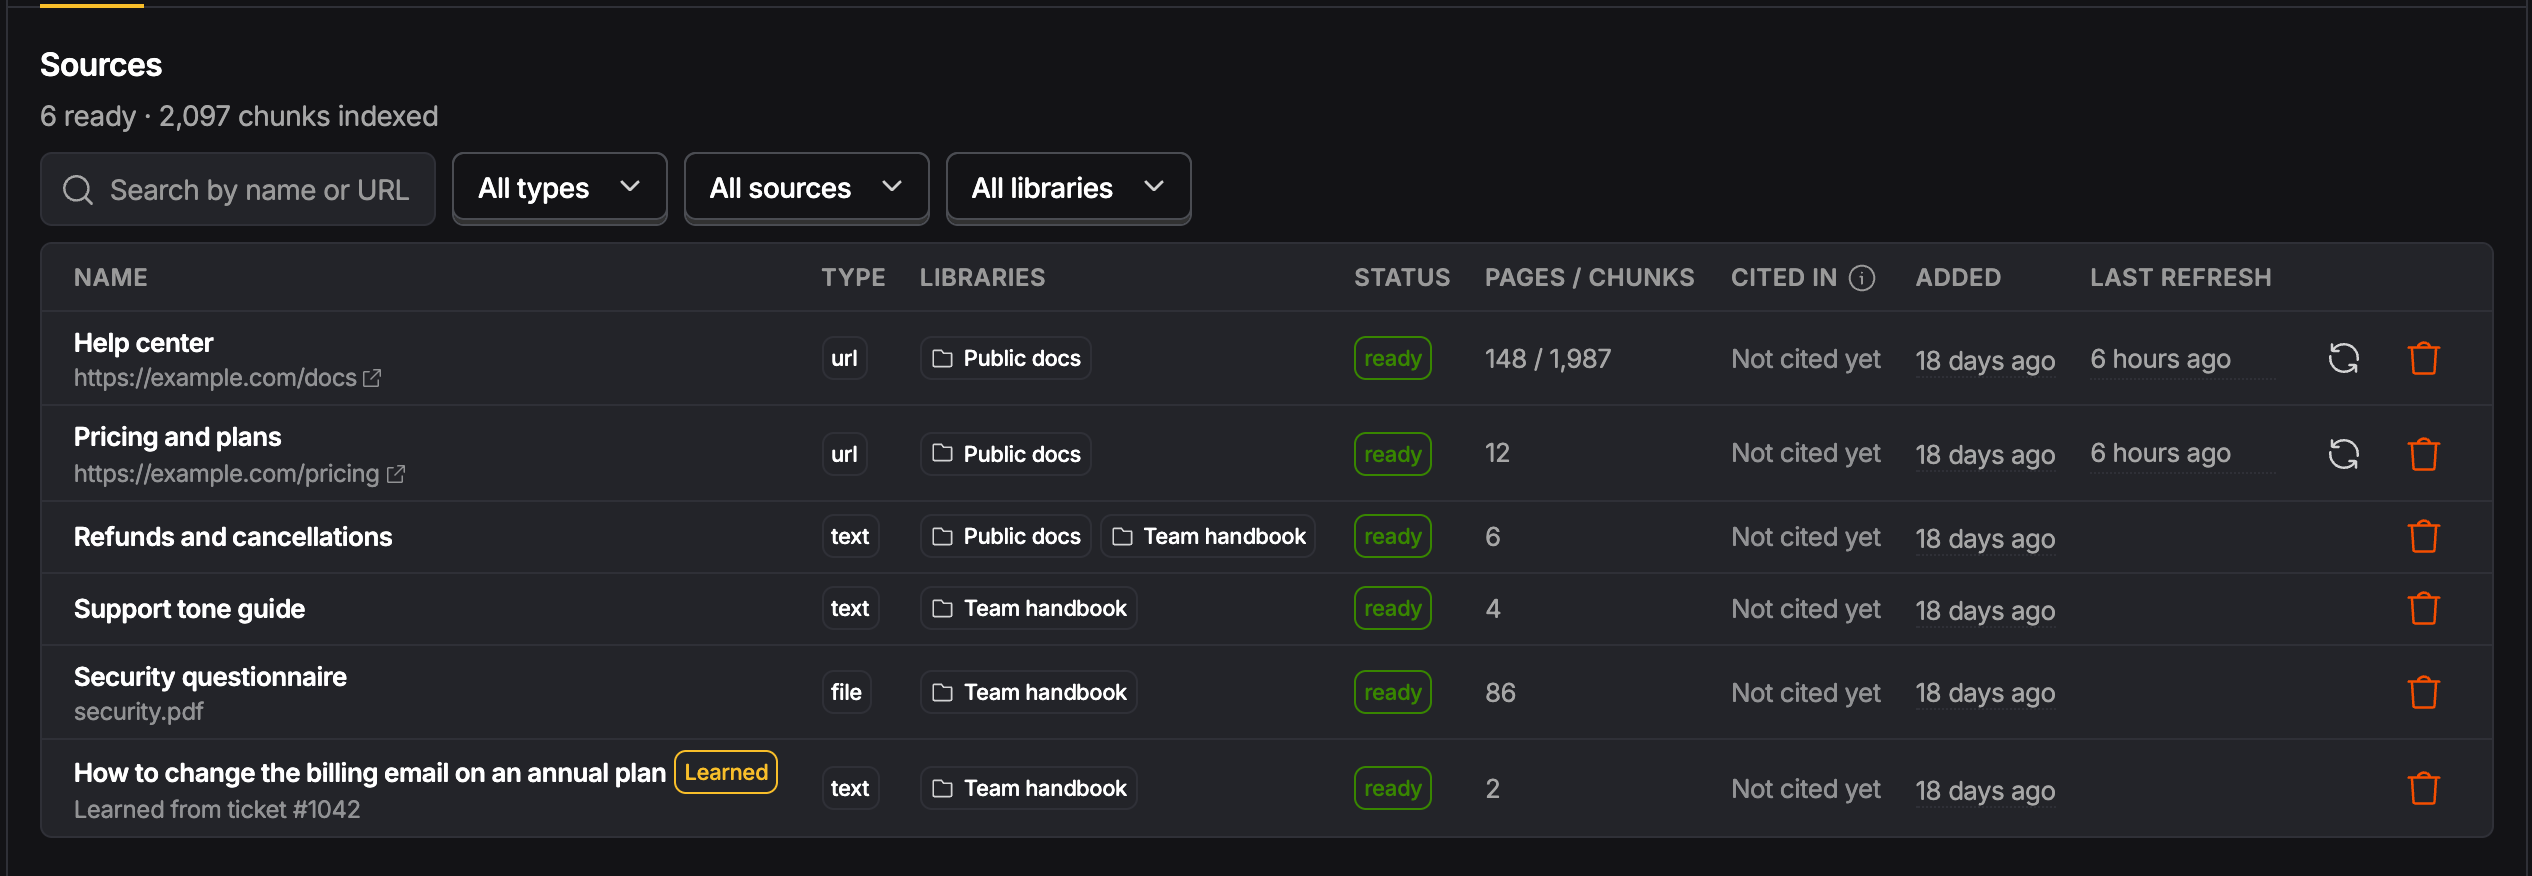 Sources
6 ready · 2,097 chunks indexed
Search by name or URL All types All sources All libraries
NAME TYPE LIBRARIES STATUS PAGES / CHUNKS CITED IN ADDED LAST REFRESH
Help center
https://example.com/docs
url Public docs ready 148 / 1,987 Not cited yet 18 days ago 6 hours ago
Pricing and plans
https://example.com/pricing
url Public docs ready 12 Not cited yet 18 days ago 6 hours ago
Refunds and cancellations text Public docs Team handbook ready 6 Not cited yet 18 days ago
Support tone guide text Team handbook ready 4 Not cited yet 18 days ago
Security questionnaire
security.pdf
file Team handbook ready 86 Not cited yet 18 days ago
How to change the billing email on an annual plan Learned
Learned from ticket #1042
text Team handbook ready 2 Not cited yet 18 days ago